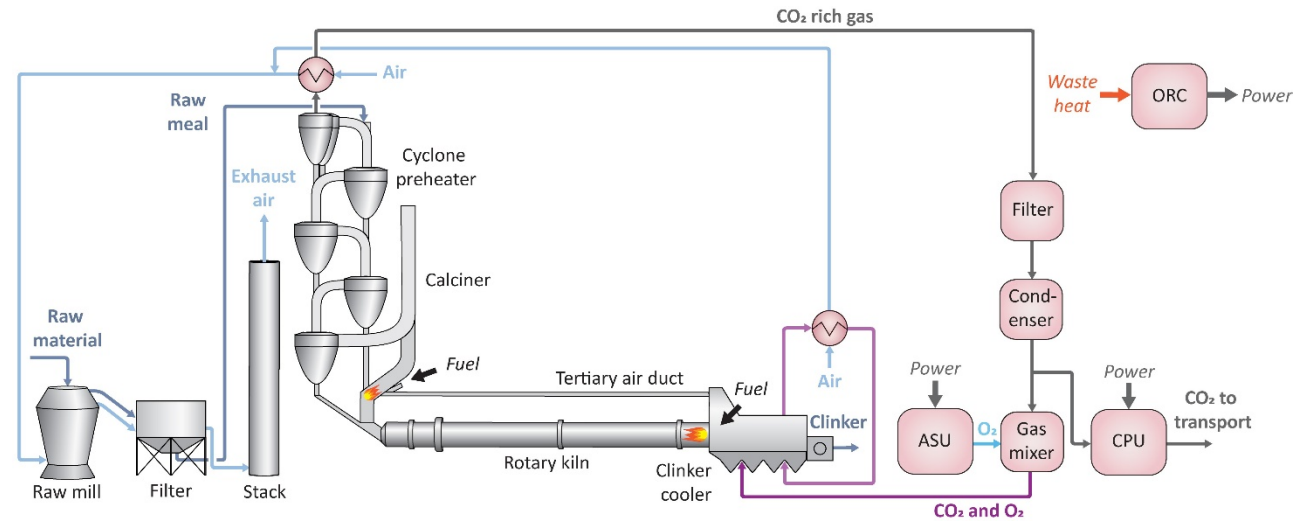 CO₂ rich gas
Air
Raw
meal
Waste
heat
ORC
Power
Cyclone
preheater
Exhaust
air
Filter
Calciner
Cond-
enser
Raw
material
Fuel
Tertiary air duct
Fuel
Air
Power
Power
CO₂ to
transport
Clinker
ASU
O₂
Gas
mixer
CPU
Rotary kiln
Clinker
cooler
Raw mill
Filter
Stack
CO₂ and O₂